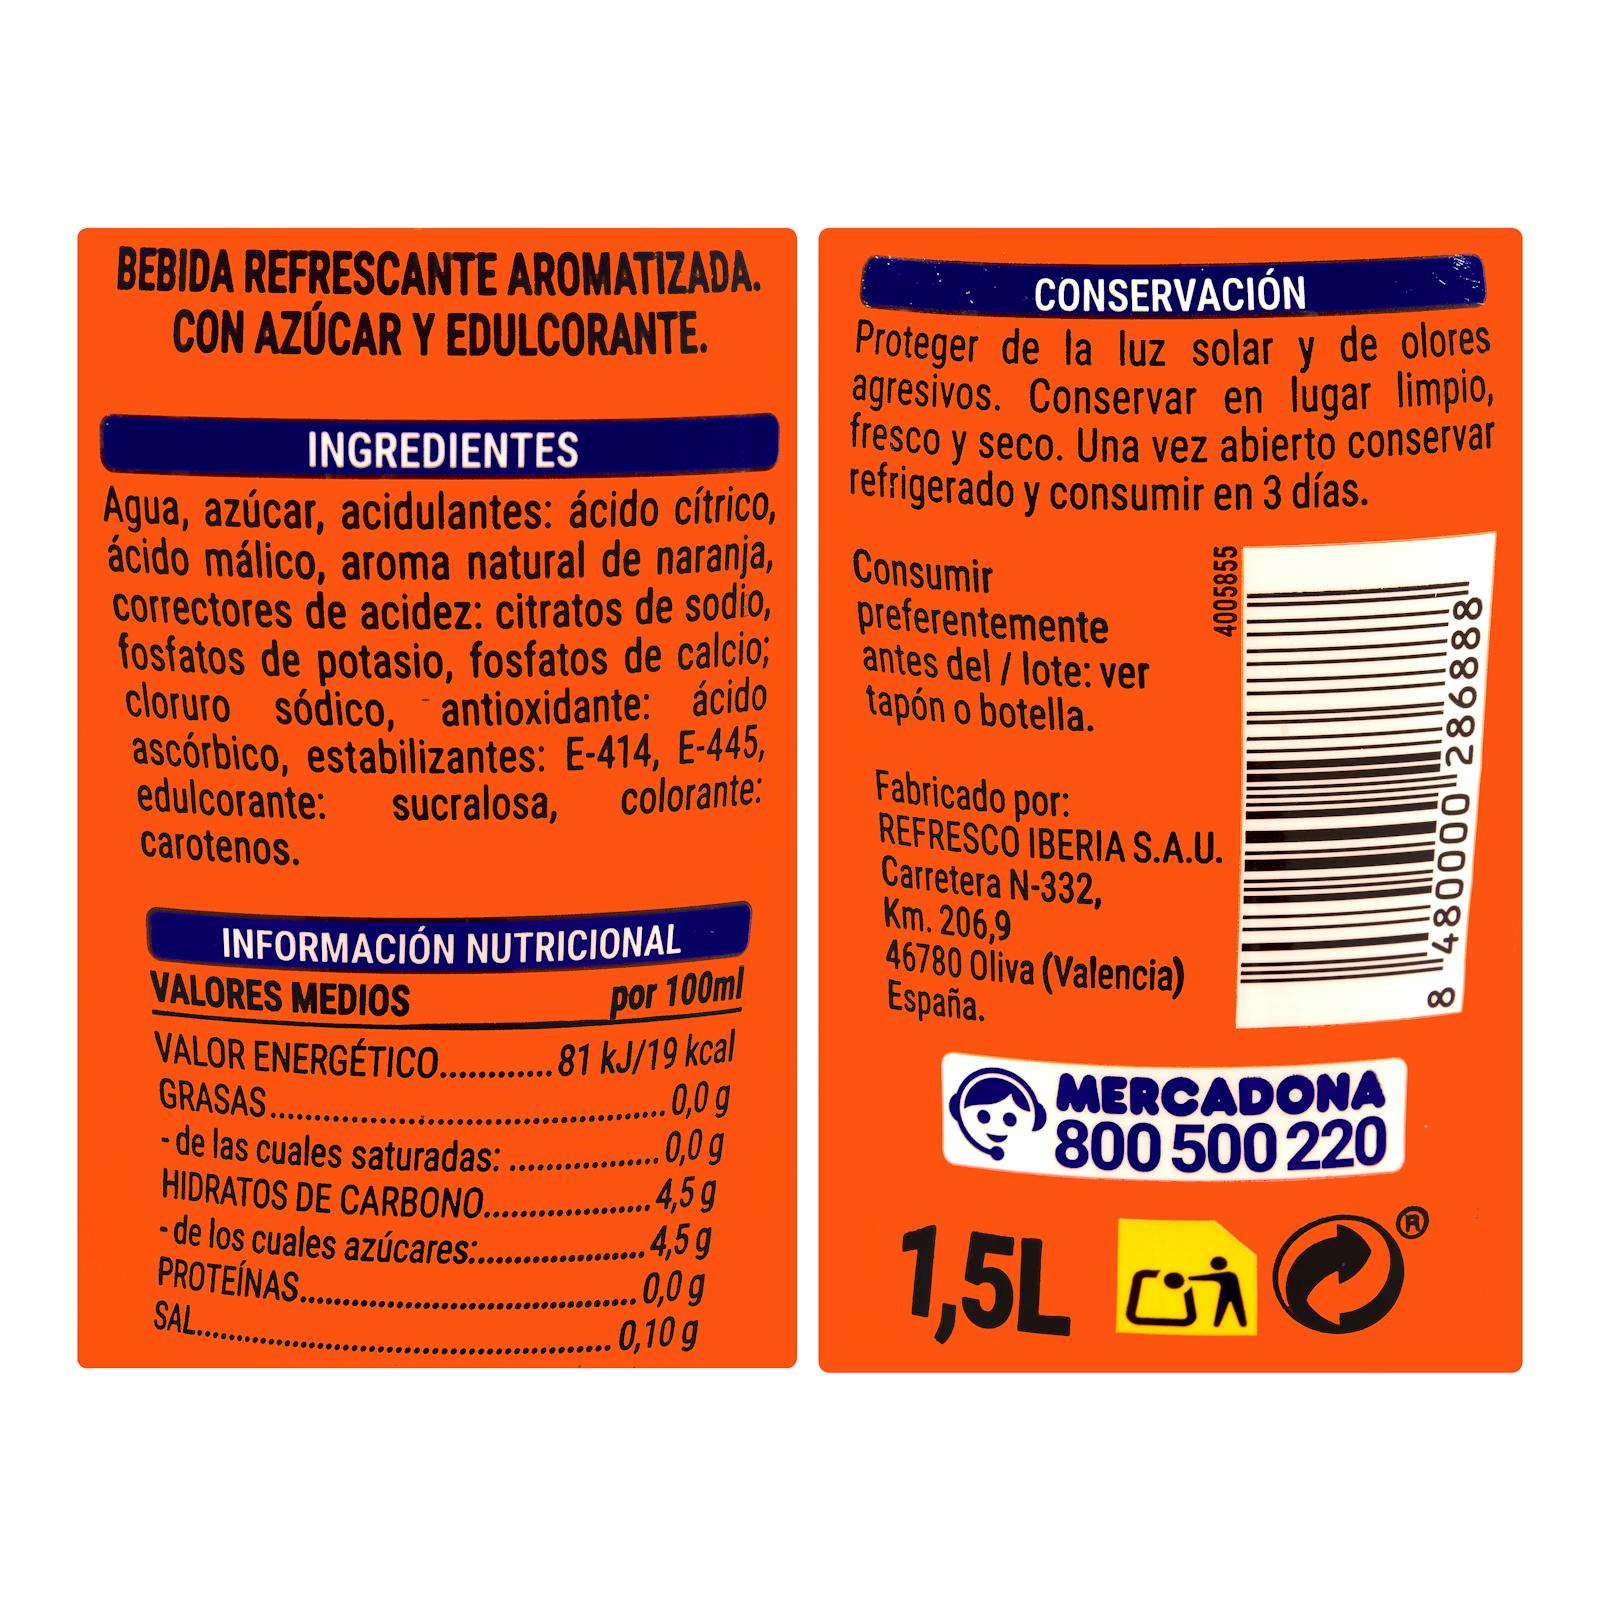 BEBIDA REFRESCANTE AROMATIZADA.
CON AZÚCAR Y EDULCORANTE.
INGREDIENTES
Agua, azúcar, acidulantes: ácido cítrico,
ácido málico, aroma natural de naranja,
correctores de acidez: citratos de sodio,
fosfatos de potasio, fosfatos de calcio;
cloruro sódico, antioxidante: ácido
ascórbico, estabilizantes: E-414, E-445,
edulcorante: sucralosa, colorante:
carotenos.
INFORMACIÓN NUTRICIONAL
VALORES MEDIOS por 100ml
VALOR ENERGÉTICO............81 kJ/19 kcal
GRASAS.............................................0,0 g
- de las cuales saturadas: .................0,0 g
HIDRATOS DE CARBONO...................4,5 g
- de los cuales azúcares:...................4,5 g
PROTEÍNAS......................................0,0 g
SAL................................................0,10 g
CONSERVACIÓN
Proteger de la luz solar y de olores
agresivos. Conservar en lugar limpio,
fresco y seco. Una vez abierto conservar
refrigerado y consumir en 3 días.
Consumir
preferentemente
antes del / lote: ver
tapón o botella.
Fabricado por:
REFRESCO IBERIA S.A.U.
Carretera N-332,
Km. 206,9
46780 Oliva (Valencia)
España.
4005855
8 480000 286888
MERCADONA
800 500 220
1,5L
®